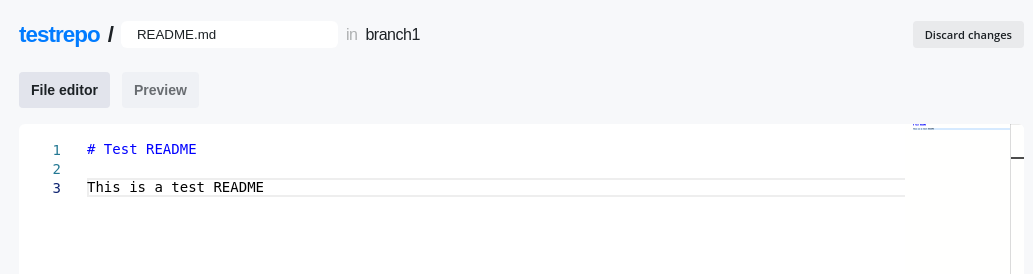 testrepo / README.md in branch1 Discard changes
File editor Preview
1 # Test README
2
3 This is a test README